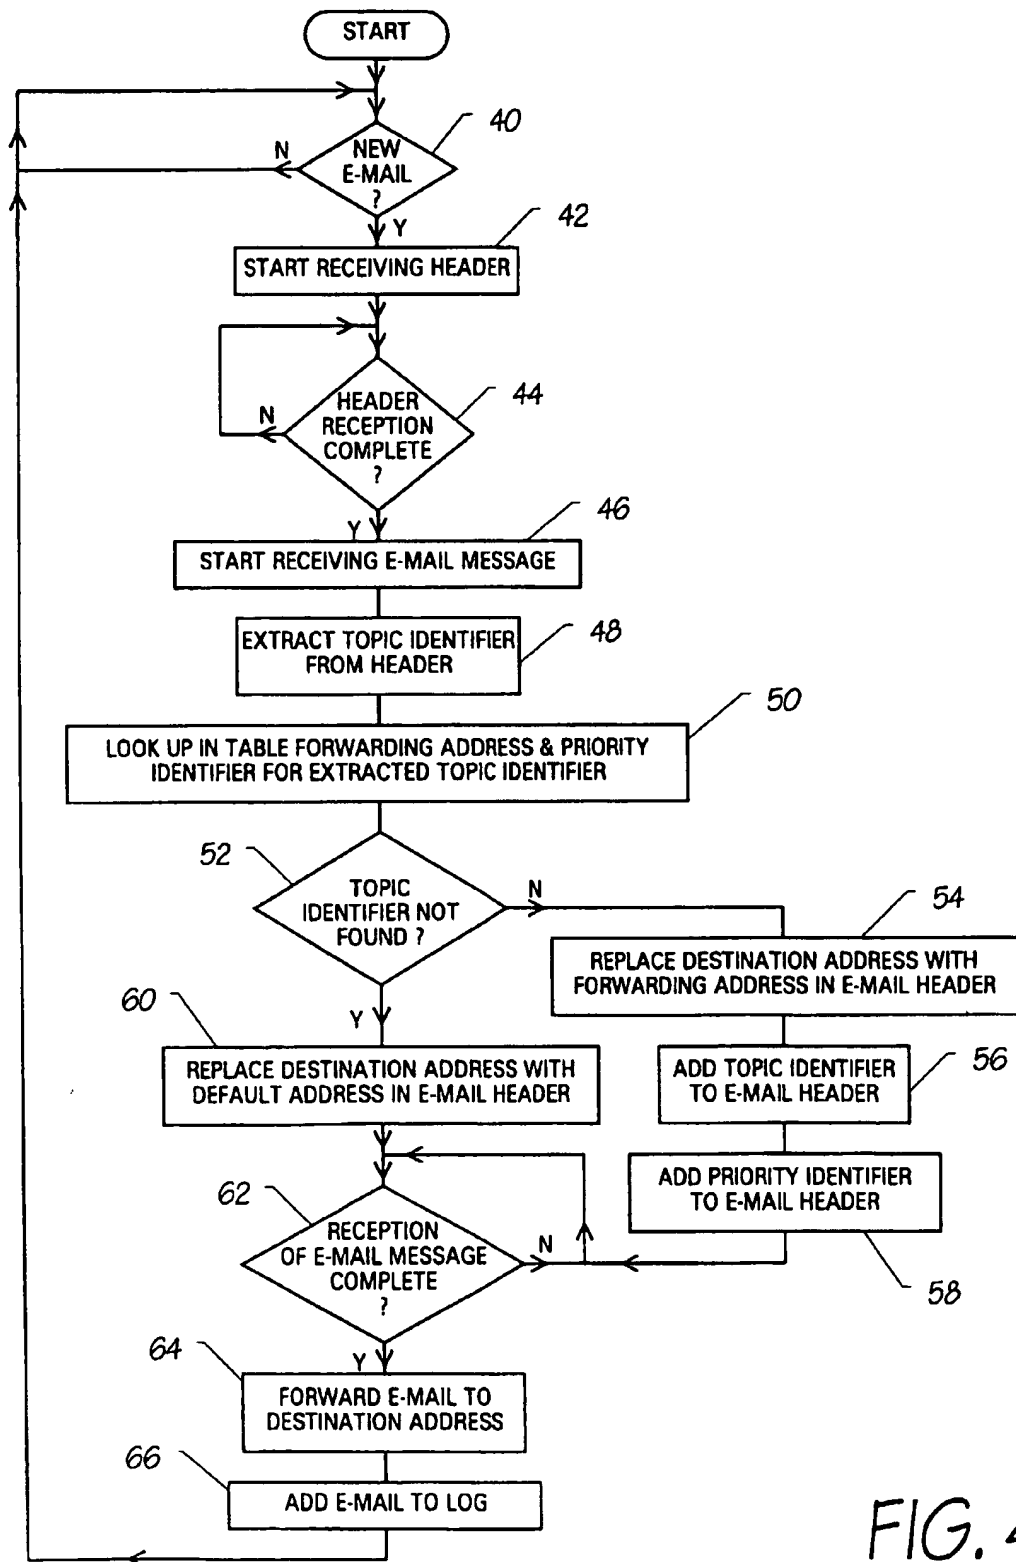 START
40
NEW
E-MAIL
?
N
Y
42
START RECEIVING HEADER
44
HEADER
RECEPTION
COMPLETE
?
N
Y
46
START RECEIVING E-MAIL MESSAGE
48
EXTRACT TOPIC IDENTIFIER
FROM HEADER
50
LOOK UP IN TABLE FORWARDING ADDRESS & PRIORITY
IDENTIFIER FOR EXTRACTED TOPIC IDENTIFIER
52
TOPIC
IDENTIFIER NOT
FOUND ?
N
Y
54
REPLACE DESTINATION ADDRESS WITH
FORWARDING ADDRESS IN E-MAIL HEADER
56
ADD TOPIC IDENTIFIER
TO E-MAIL HEADER
ADD PRIORITY IDENTIFIER
TO E-MAIL HEADER
58
60
REPLACE DESTINATION ADDRESS WITH
DEFAULT ADDRESS IN E-MAIL HEADER
62
RECEPTION
OF E-MAIL MESSAGE
COMPLETE
?
N
Y
64
FORWARD E-MAIL TO
DESTINATION ADDRESS
66
ADD E-MAIL TO LOG
FIG. 4